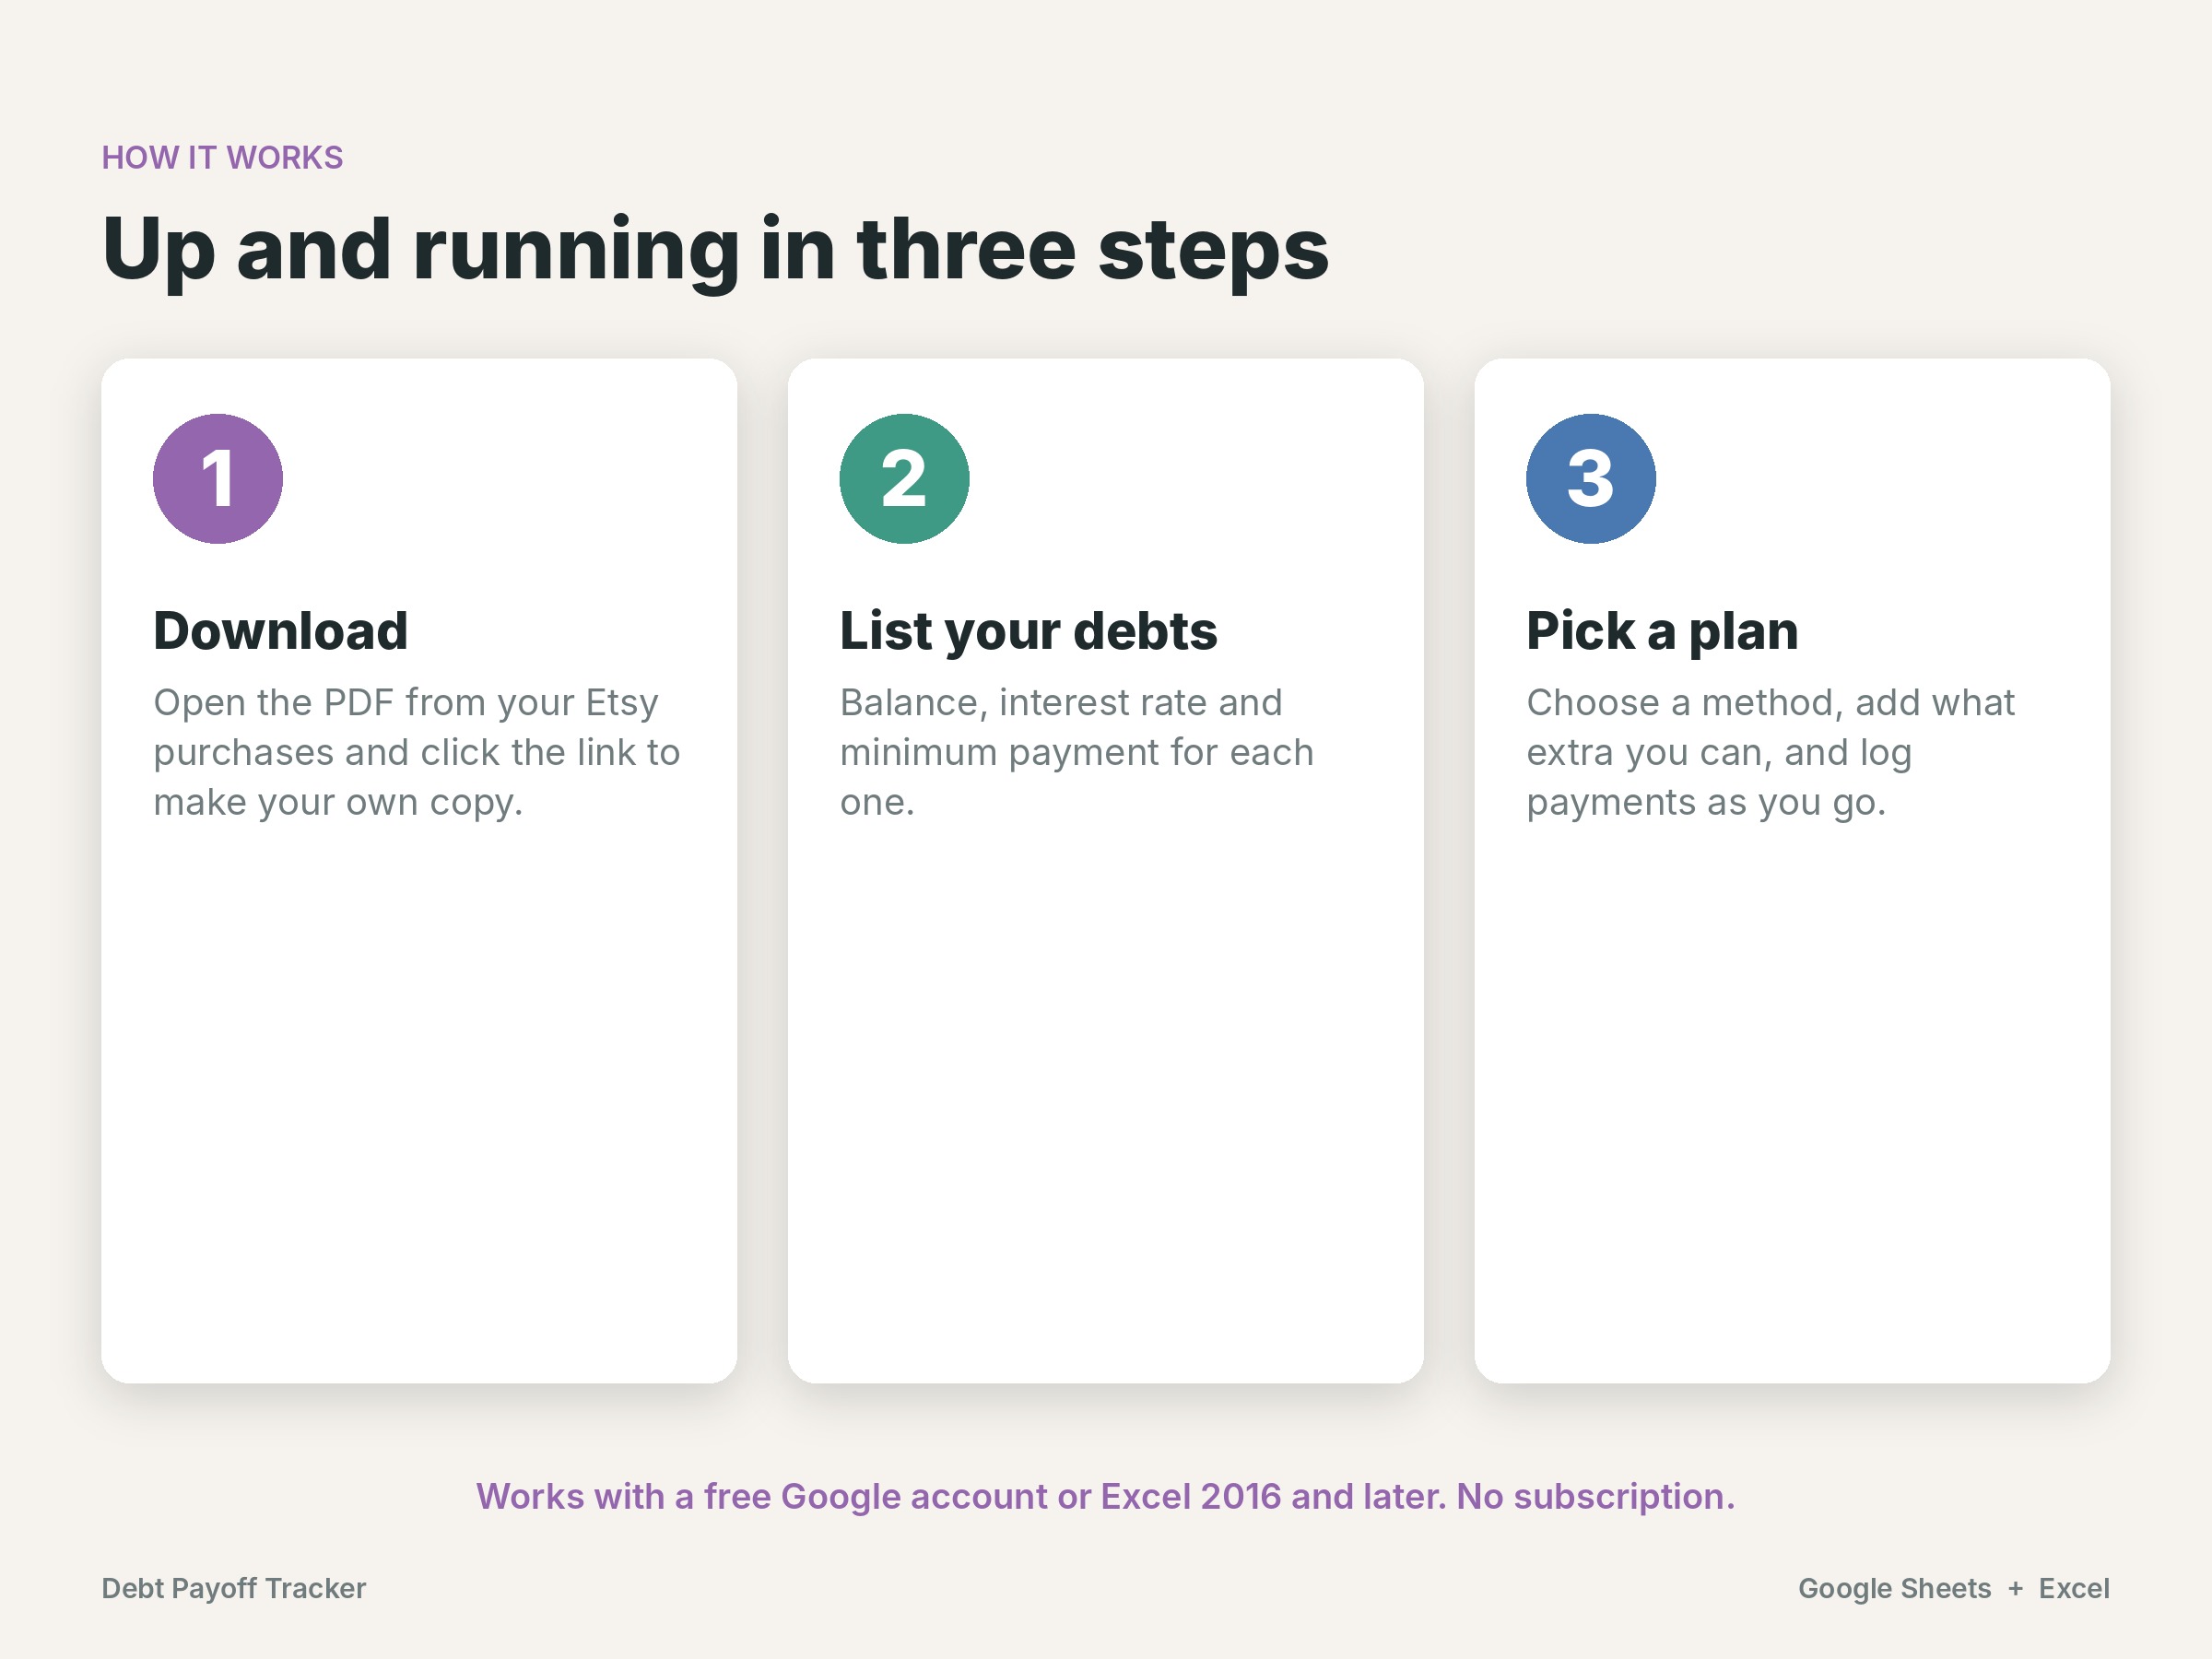 HOW IT WORKS
Up and running in three steps
1
Download
Open the PDF from your Etsy
purchases and click the link to
make your own copy.
2
List your debts
Balance, interest rate and
minimum payment for each
one.
3
Pick a plan
Choose a method, add what
extra you can, and log
payments as you go.
Works with a free Google account or Excel 2016 and later. No subscription.
Debt Payoff Tracker
Google Sheets + Excel